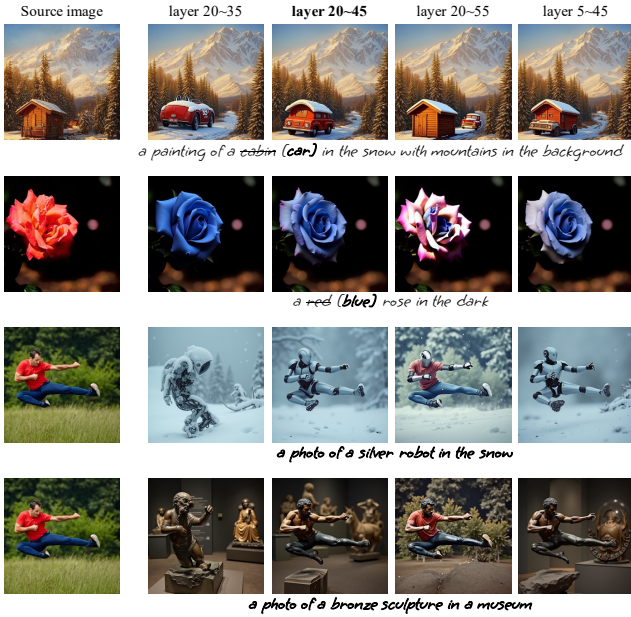 Source image layer 20~35 layer 20~45 layer 20~55 layer 5~45
a painting of a cabin (car) in the snow with mountains in the background
a red (blue) rose in the dark
a photo of a silver robot in the snow
a photo of a bronze sculpture in a museum